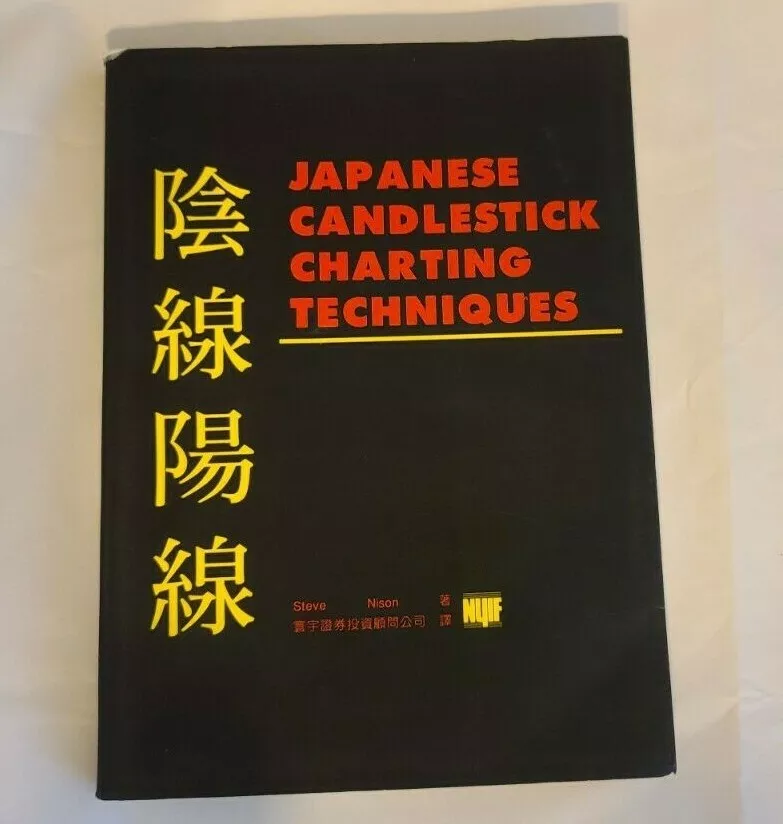 陰線陽線
JAPANESE
CANDLESTICK
CHARTING
TECHNIQUES
Steve Nison 著
寰宇證券投資顧問公司 譯
NYIF